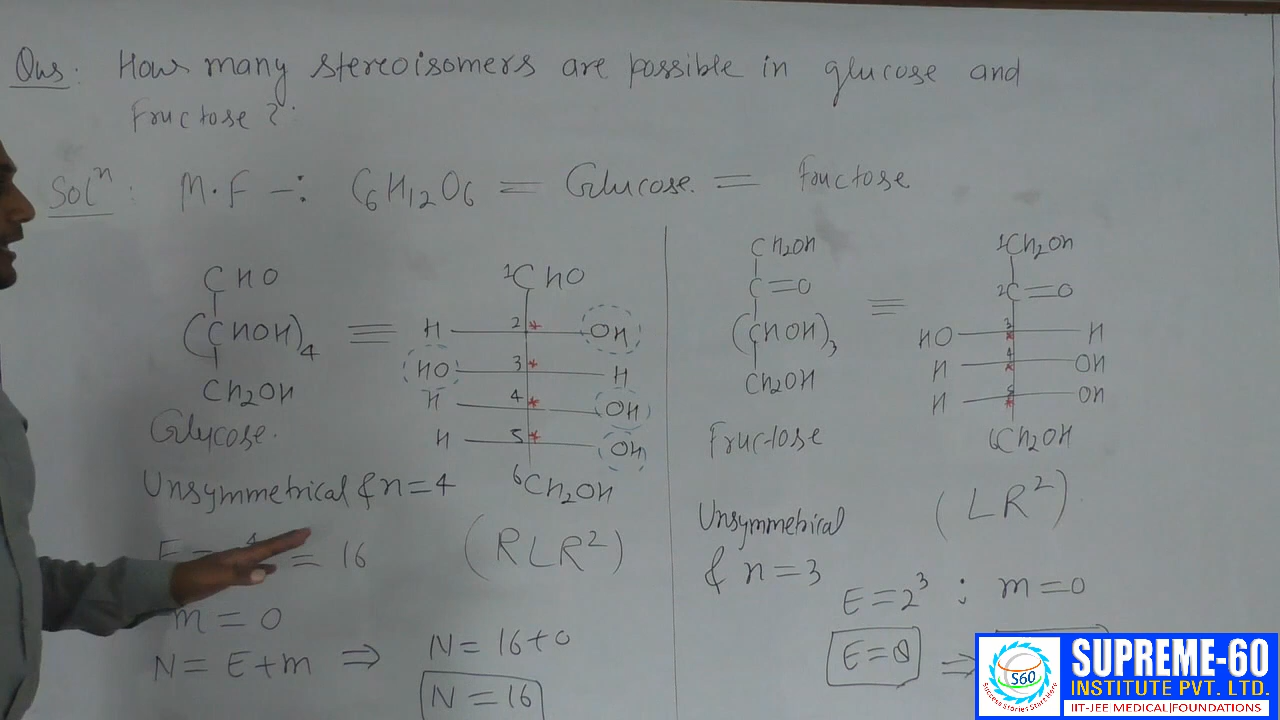 Qus: How many stereoisomers are possible in glucose and
Fructose?
Solⁿ: M.F -: C6H12O6 = Glucose. = fructose
CHO
(CHOH)4
CH2OH
Glycose.
≡
1CHO
H 2 * OH
HO 3 * H
H 4 * OH
H 5 * OH
6CH2OH
Unsymmetrical & n=4
(RLR²)
= 16
m = 0
N = E+m ⇒ N = 16+0
N = 16
CH2OH
C=O
(CHOH)3
CH2OH
Fructose
≡
1CH2OH
2C=O
HO 3 * H
H 4 * OH
H 5 * OH
6CH2OH
Unsymmetrical
& n=3
(LR²)
E=2³ ; m=0
E=8 ⇒
S60
SUPREME-60
INSTITUTE PVT. LTD.
IIT-JEE MEDICAL|FOUNDATIONS